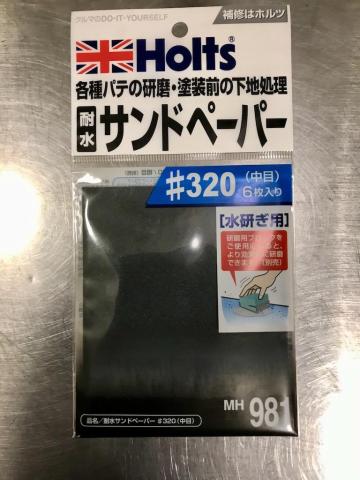 クルマのDO-IT-YOURSELF
補修はホルツ
Holts®
各種パテの研磨・塗装前の下地処理
耐水
サンドペーパー
#320(中目)
6枚入り
[水研ぎ用]
研磨用ブロックを
ご使用になると、
より効果的に研磨
できます。(別売)
MH 981
品名/耐水サンドペーパー #320(中目)